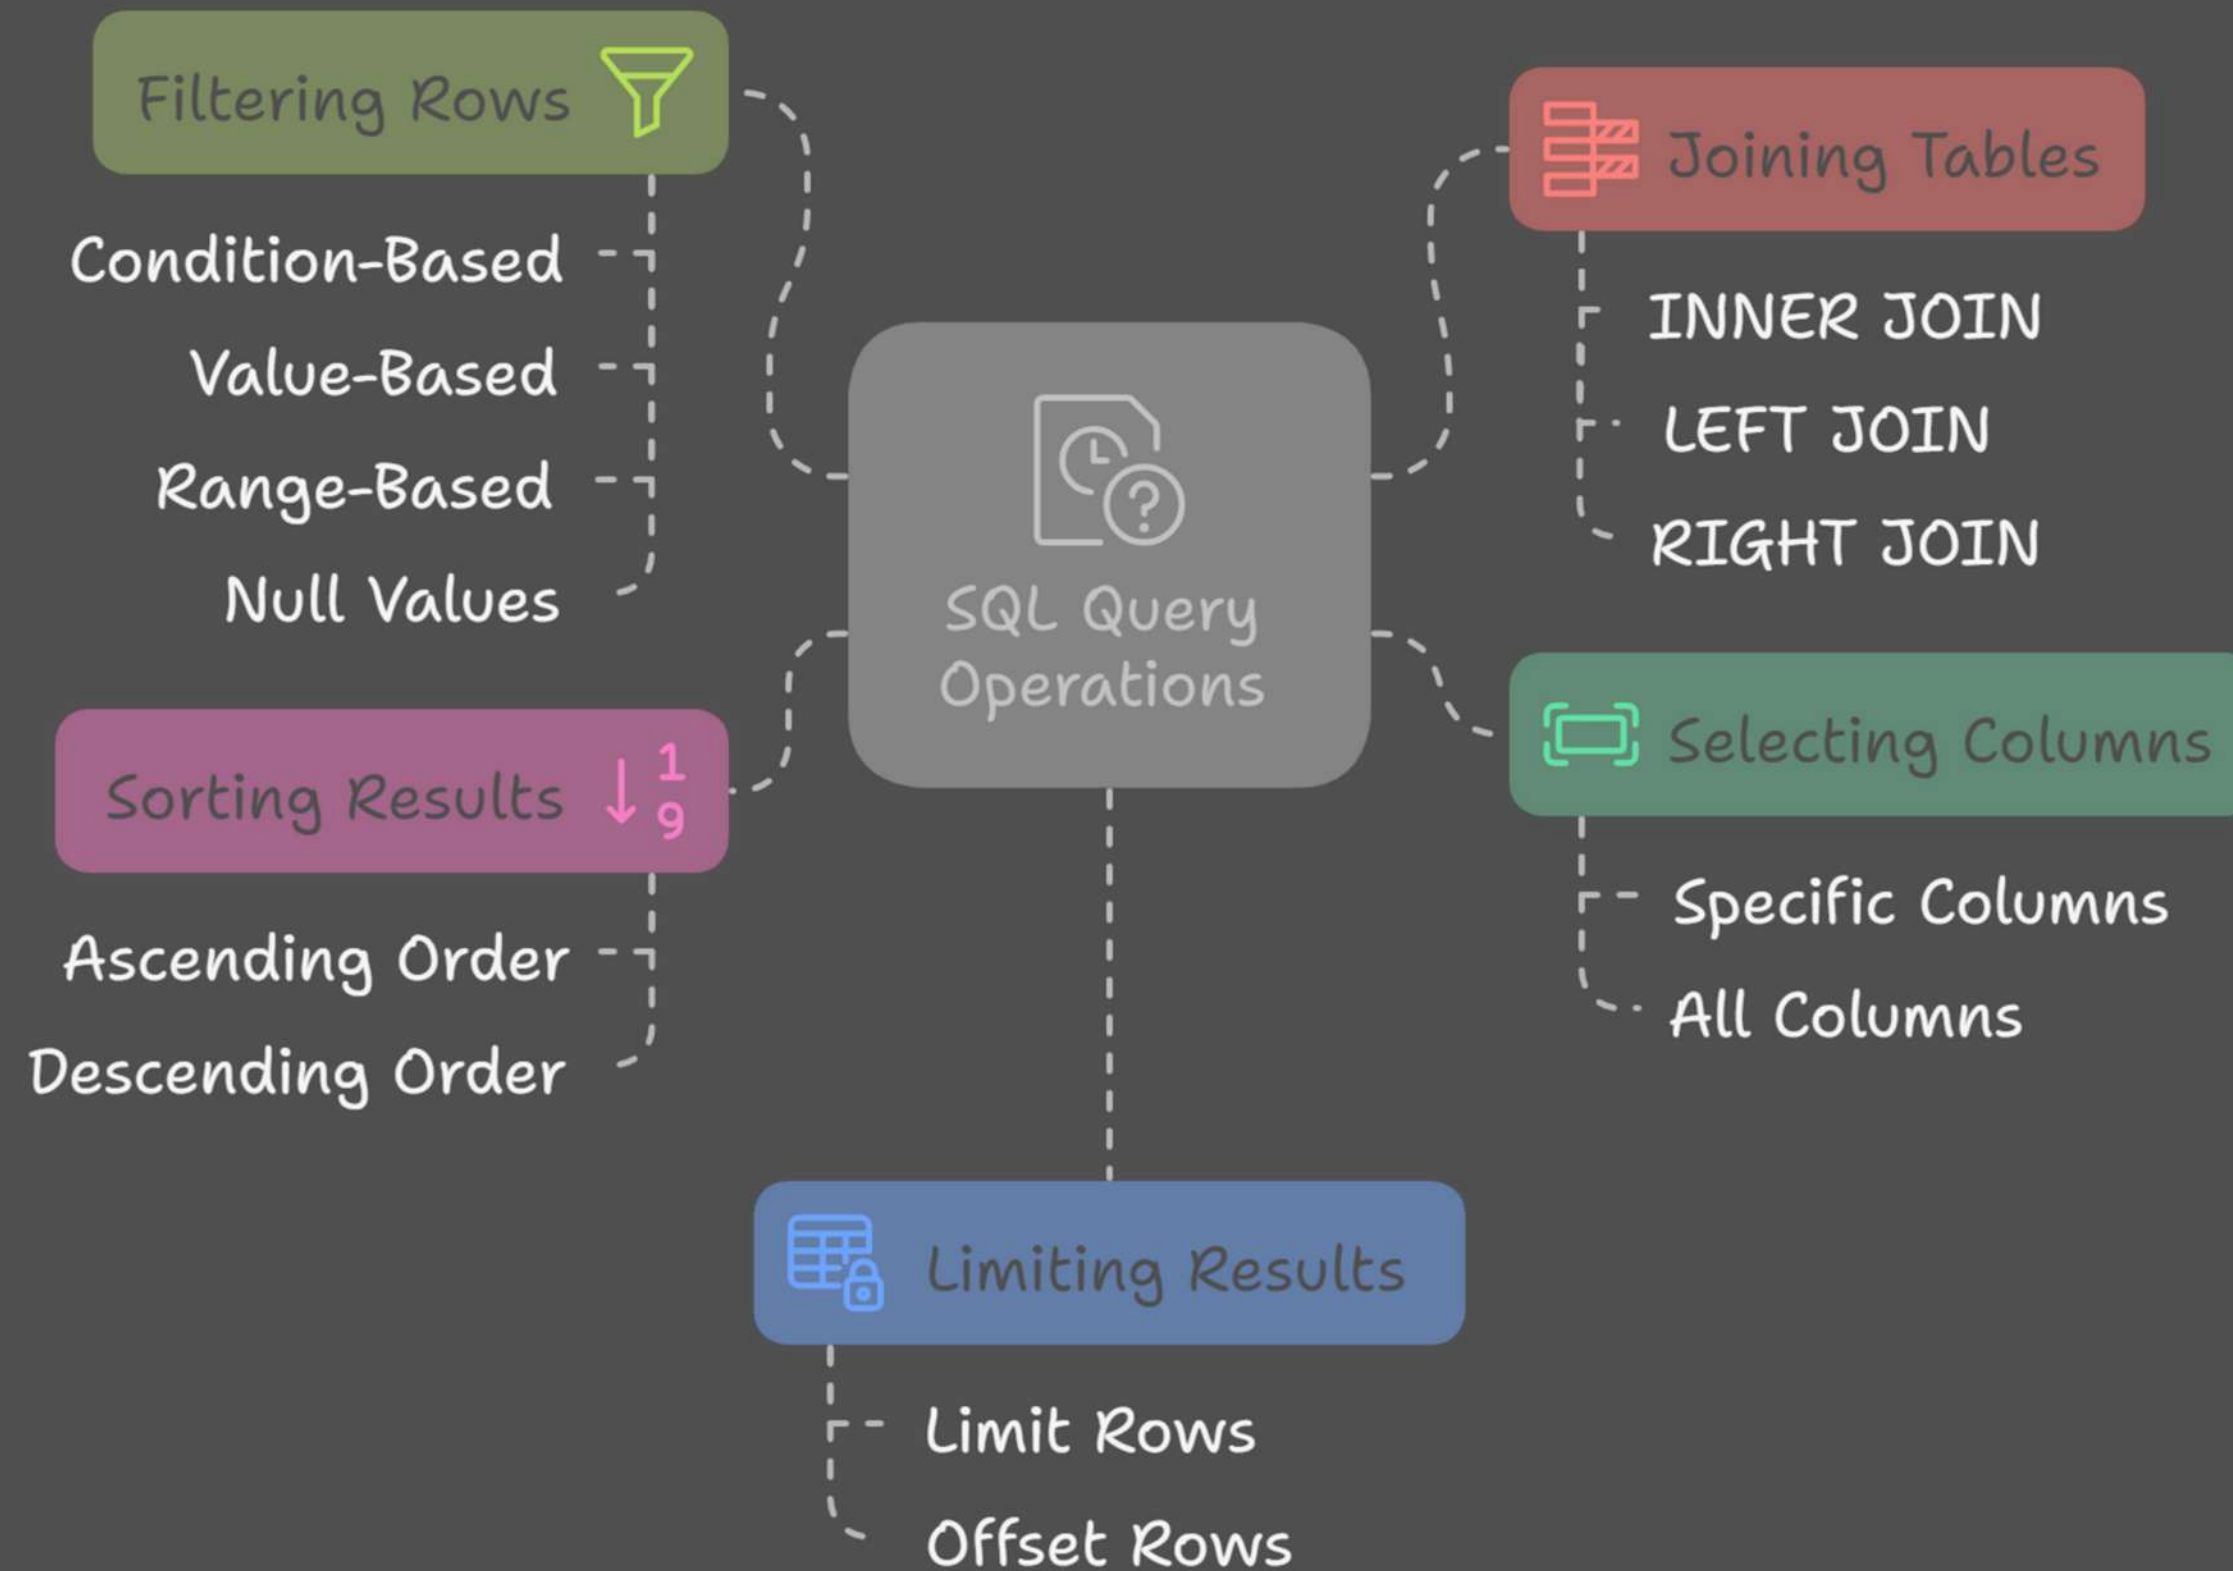 Filtering Rows
Condition-Based
Value-Based
Range-Based
Null Values
Sorting Results
1
9
Ascending Order
Descending Order
SQL Query
Operations
Joining Tables
INNER JOIN
LEFT JOIN
RIGHT JOIN
Selecting Columns
Specific Columns
All Columns
Limiting Results
Limit Rows
Offset Rows